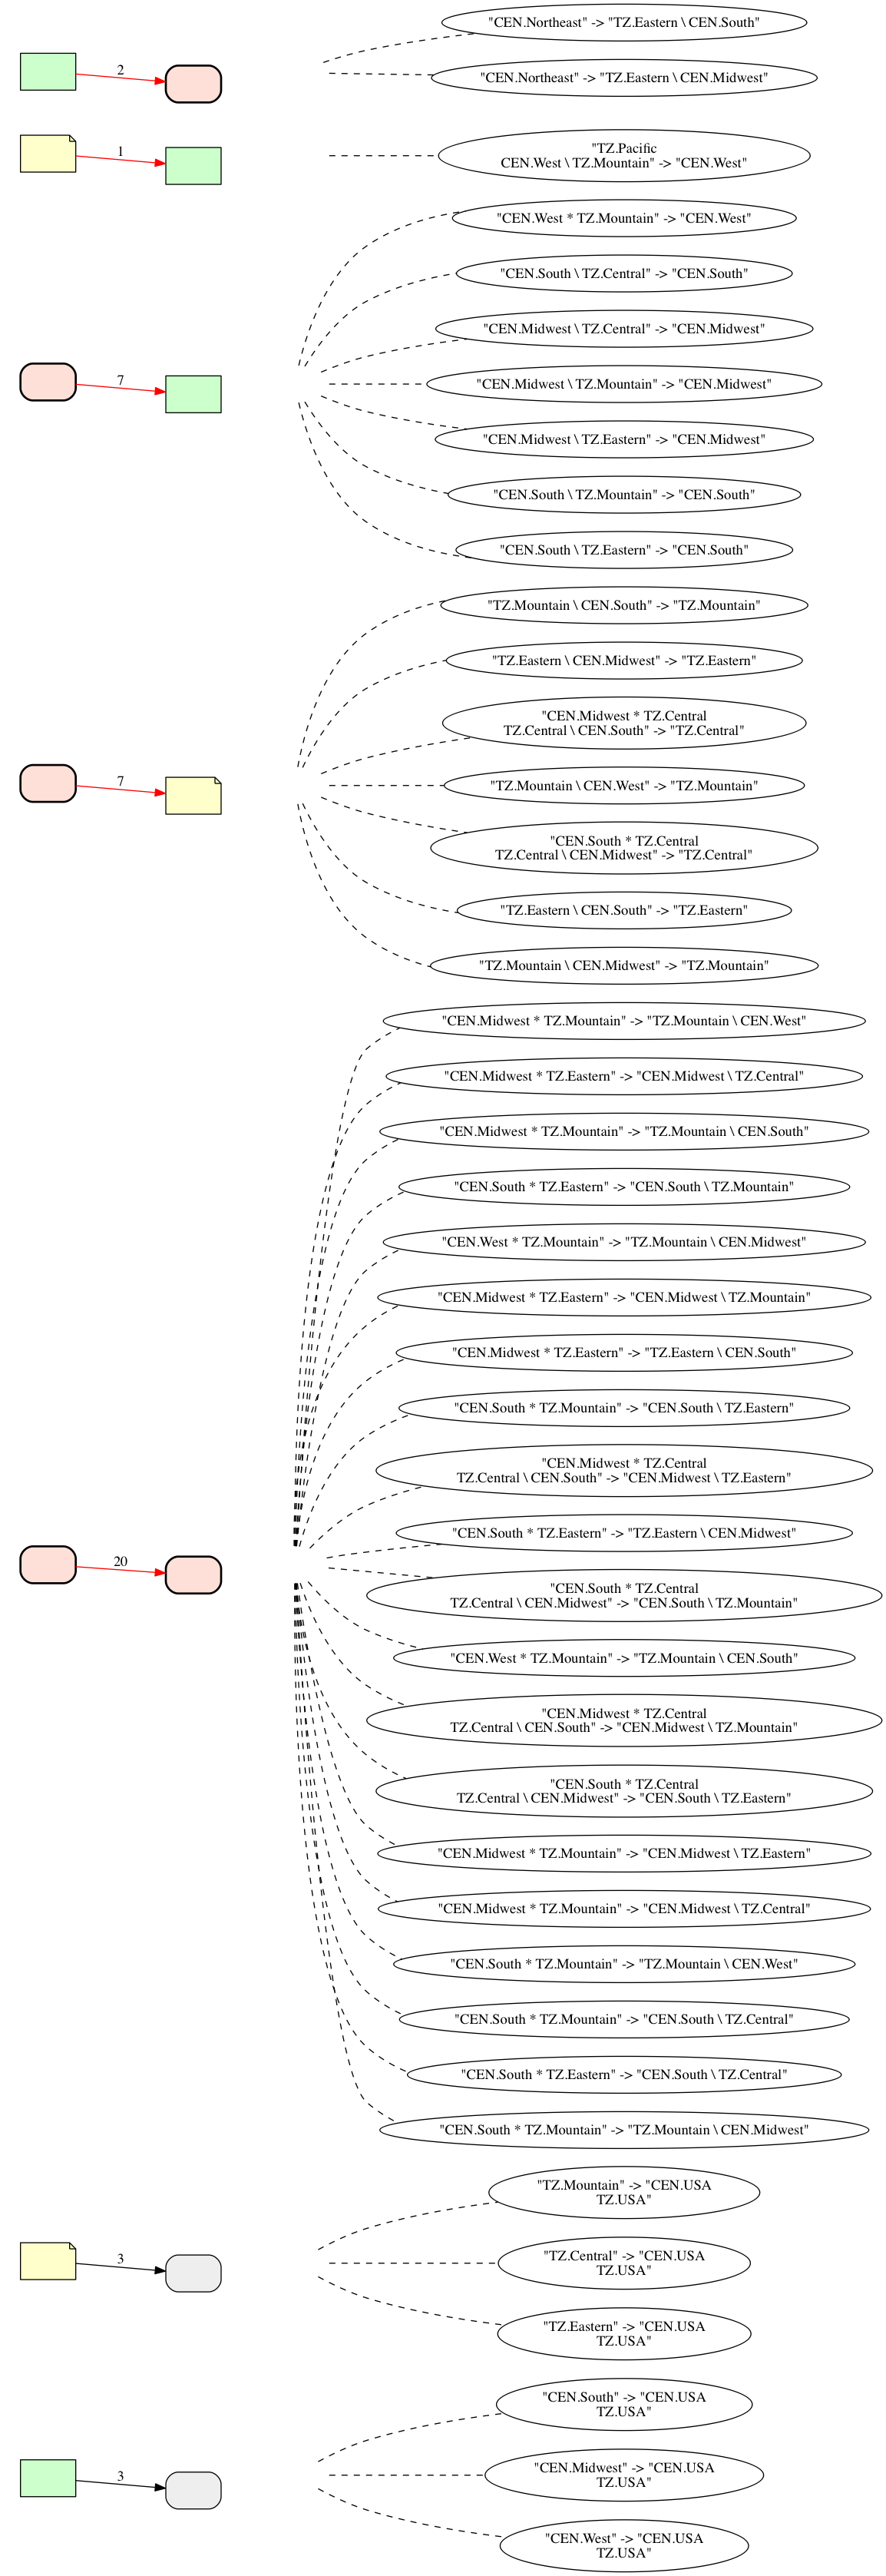 "CEN.Northeast" -> "TZ.Eastern \ CEN.South"
2
"CEN.Northeast" -> "TZ.Eastern \ CEN.Midwest"
1
"TZ.Pacific
CEN.West \ TZ.Mountain" -> "CEN.West"
"CEN.West * TZ.Mountain" -> "CEN.West"
"CEN.South \ TZ.Central" -> "CEN.South"
"CEN.Midwest \ TZ.Central" -> "CEN.Midwest"
7
"CEN.Midwest \ TZ.Mountain" -> "CEN.Midwest"
"CEN.Midwest \ TZ.Eastern" -> "CEN.Midwest"
"CEN.South \ TZ.Mountain" -> "CEN.South"
"CEN.South \ TZ.Eastern" -> "CEN.South"
"TZ.Mountain \ CEN.South" -> "TZ.Mountain"
"TZ.Eastern \ CEN.Midwest" -> "TZ.Eastern"
"CEN.Midwest * TZ.Central
TZ.Central \ CEN.South" -> "TZ.Central"
7
"TZ.Mountain \ CEN.West" -> "TZ.Mountain"
"CEN.South * TZ.Central
TZ.Central \ CEN.Midwest" -> "TZ.Central"
"TZ.Eastern \ CEN.South" -> "TZ.Eastern"
"TZ.Mountain \ CEN.Midwest" -> "TZ.Mountain"
"CEN.Midwest * TZ.Mountain" -> "TZ.Mountain \ CEN.West"
"CEN.Midwest * TZ.Eastern" -> "CEN.Midwest \ TZ.Central"
"CEN.Midwest * TZ.Mountain" -> "TZ.Mountain \ CEN.South"
"CEN.South * TZ.Eastern" -> "CEN.South \ TZ.Mountain"
"CEN.West * TZ.Mountain" -> "TZ.Mountain \ CEN.Midwest"
"CEN.Midwest * TZ.Eastern" -> "CEN.Midwest \ TZ.Mountain"
"CEN.Midwest * TZ.Eastern" -> "TZ.Eastern \ CEN.South"
"CEN.South * TZ.Mountain" -> "CEN.South \ TZ.Eastern"
"CEN.Midwest * TZ.Central
TZ.Central \ CEN.South" -> "CEN.Midwest \ TZ.Eastern"
"CEN.South * TZ.Eastern" -> "TZ.Eastern \ CEN.Midwest"
20
"CEN.South * TZ.Central
TZ.Central \ CEN.Midwest" -> "CEN.South \ TZ.Mountain"
"CEN.West * TZ.Mountain" -> "TZ.Mountain \ CEN.South"
"CEN.Midwest * TZ.Central
TZ.Central \ CEN.South" -> "CEN.Midwest \ TZ.Mountain"
"CEN.South * TZ.Central
TZ.Central \ CEN.Midwest" -> "CEN.South \ TZ.Eastern"
"CEN.Midwest * TZ.Mountain" -> "CEN.Midwest \ TZ.Eastern"
"CEN.Midwest * TZ.Mountain" -> "CEN.Midwest \ TZ.Central"
"CEN.South * TZ.Mountain" -> "TZ.Mountain \ CEN.West"
"CEN.South * TZ.Mountain" -> "CEN.South \ TZ.Central"
"CEN.South * TZ.Eastern" -> "CEN.South \ TZ.Central"
"CEN.South * TZ.Mountain" -> "TZ.Mountain \ CEN.Midwest"
"TZ.Mountain" -> "CEN.USA
TZ.USA"
3
"TZ.Central" -> "CEN.USA
TZ.USA"
"TZ.Eastern" -> "CEN.USA
TZ.USA"
"CEN.South" -> "CEN.USA
TZ.USA"
3
"CEN.Midwest" -> "CEN.USA
TZ.USA"
"CEN.West" -> "CEN.USA
TZ.USA"